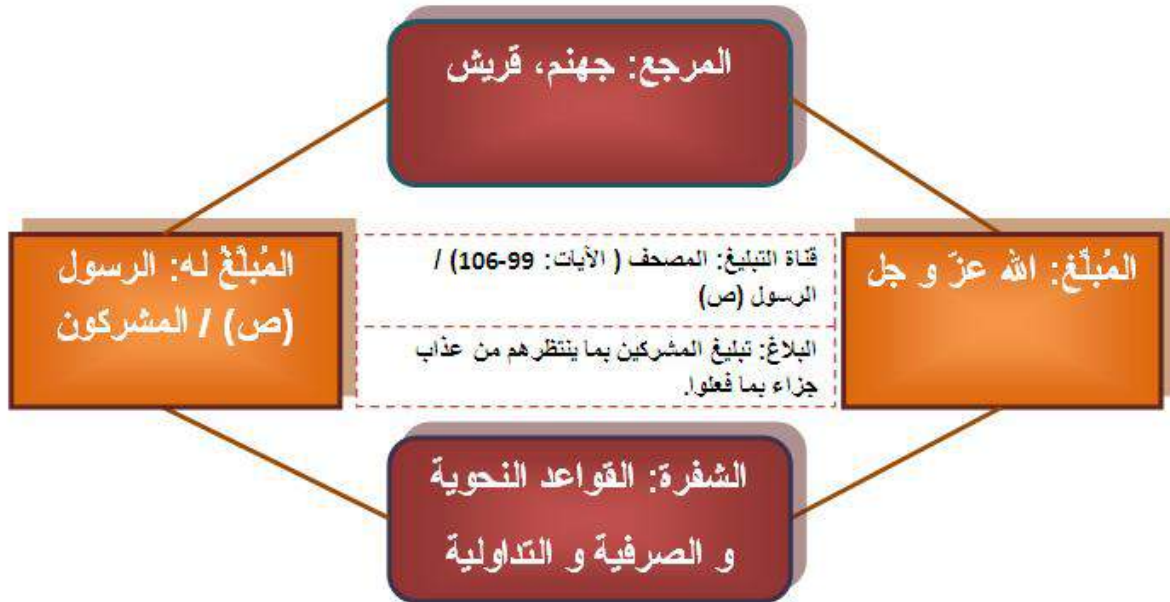 المرجع: جهنم، قريش
المُبلِّغ: الله عزّ و جل
قناة التبليغ: المصحف ( الآيات: 99-106) /
الرسول (ص)
البلاغ: تبليغ المشركين بما ينتظرهم من عذاب
جزاء بما فعلوا.
المُبلَّغُ له: الرسول
(ص) / المشركون
الشفرة: القواعد النحوية
و الصرفية و التداولية